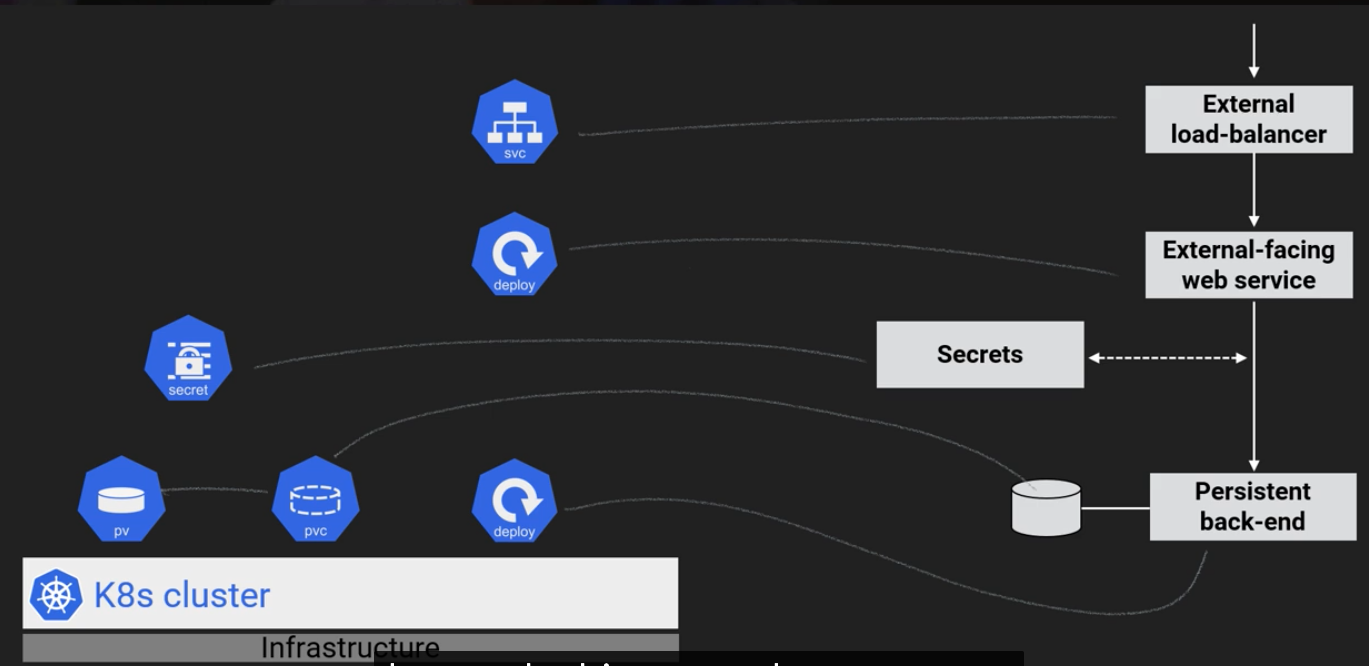 External
load-balancer
svc
External-facing
web service
deploy
Secrets
secret
Persistent
back-end
pv
pvc
deploy
K8s cluster
Infrastructure